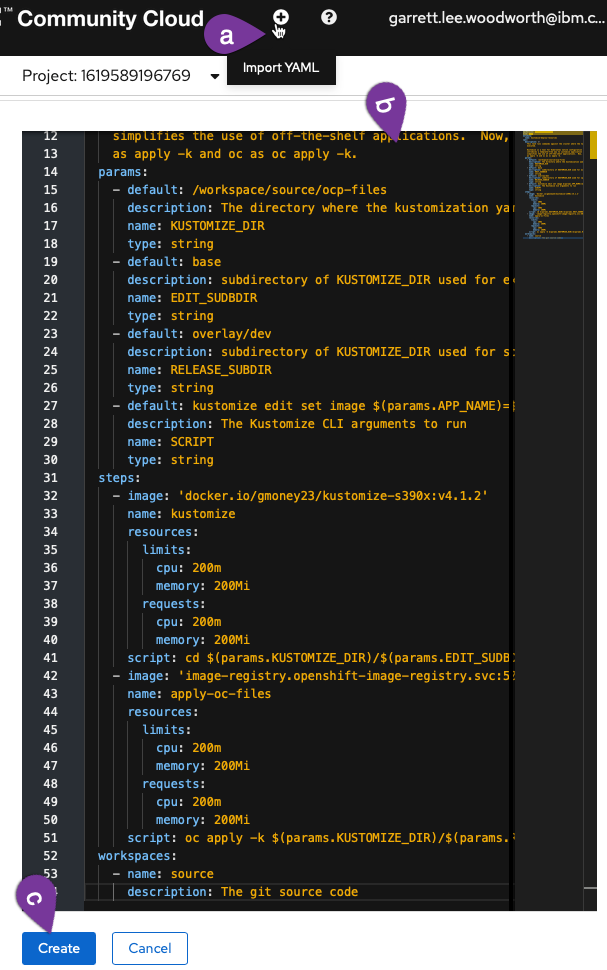 ™ Community Cloud
garrett.lee.woodworth@ibm.c...
a
Import YAML
Project: 1619589196769
b
12 simplifies the use of off-the-shelf applications. Now,
13 as apply -k and oc as oc apply -k.
14 params:
15 - default: /workspace/source/ocp-files
16 description: The directory where the kustomization ya
17 name: KUSTOMIZE_DIR
18 type: string
19 - default: base
20 description: subdirectory of KUSTOMIZE_DIR used for e
21 name: EDIT_SUDBDIR
22 type: string
23 - default: overlay/dev
24 description: subdirectory of KUSTOMIZE_DIR used for s
25 name: RELEASE_SUBDIR
26 type: string
27 - default: kustomize edit set image $(params.APP_NAME)=
28 description: The Kustomize CLI arguments to run
29 name: SCRIPT
30 type: string
31 steps:
32 - image: 'docker.io/gmoney23/kustomize-s390x:v4.1.2'
33 name: kustomize
34 resources:
35 limits:
36 cpu: 200m
37 memory: 200Mi
38 requests:
39 cpu: 200m
40 memory: 200Mi
41 script: cd $(params.KUSTOMIZE_DIR)/$(params.EDIT_SUDB
42 - image: 'image-registry.openshift-image-registry.svc:5
43 name: apply-oc-files
44 resources:
45 limits:
46 cpu: 200m
47 memory: 200Mi
48 requests:
49 cpu: 200m
50 memory: 200Mi
51 script: oc apply -k $(params.KUSTOMIZE_DIR)/$(params.
52 workspaces:
53 - name: source
description: The git source code
c
Create Cancel